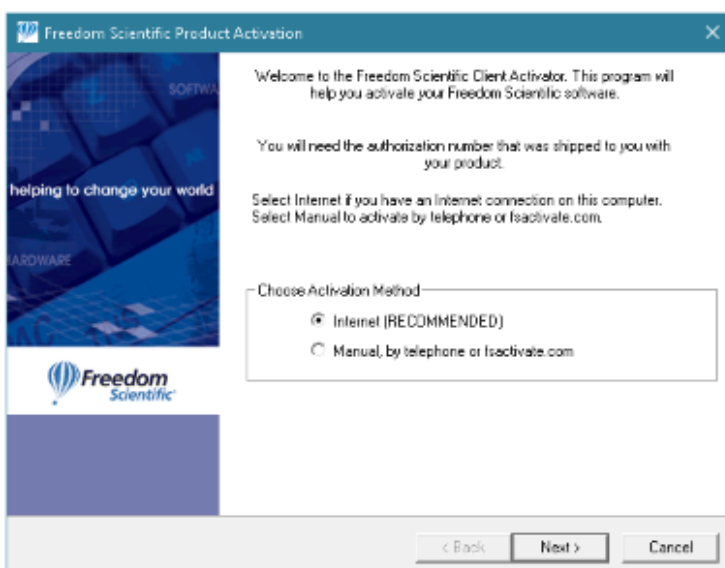 Freedom Scientific Product Activation
SOFTWA
Welcome to the Freedom Scientific Client Activator. This program will
help you activate your Freedom Scientific software.
You will need the authorization number that was shipped to you with
your product.
helping to change your world
Select Internet if you have an Internet connection on this computer.
Select Manual to activate by telephone or fsactivate.com.
HARDWARE
Choose Activation Method
Internet (RECOMMENDED)
Manual, by telephone or fsactivate.com
Freedom
Scientific
< Back
Next >
Cancel